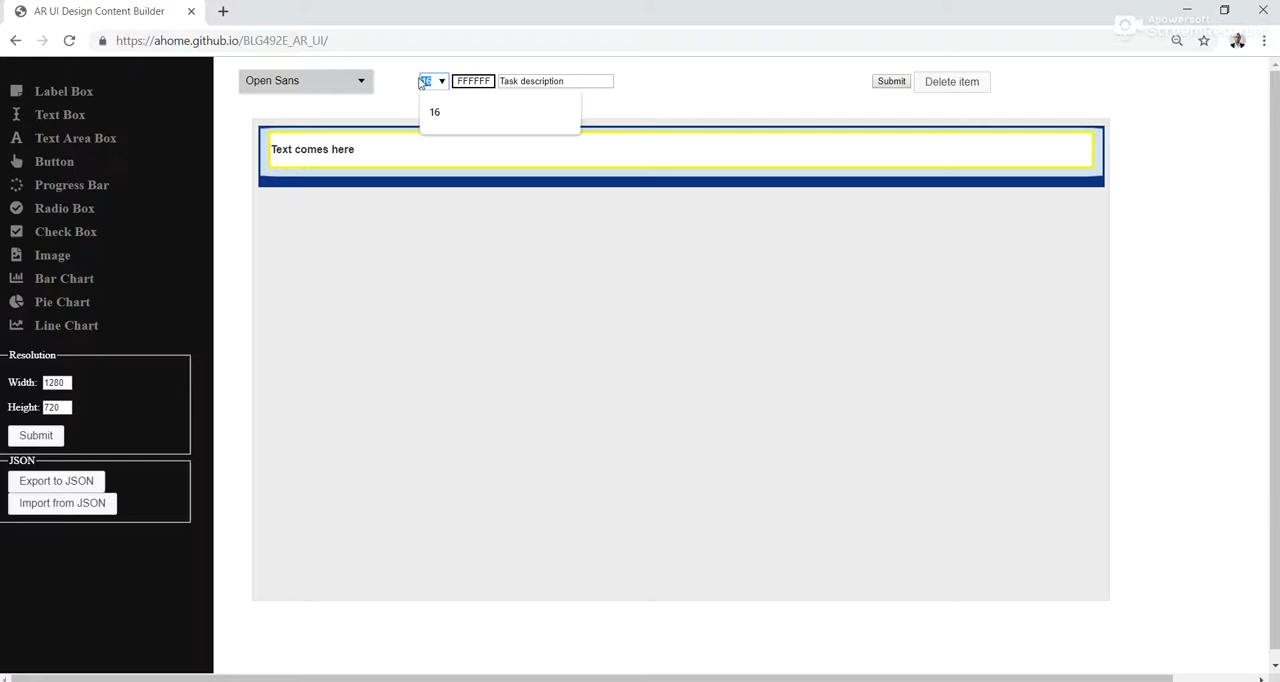 AR UI Design Content Builder
Apowersoft
https://ahome.github.io/BLG492E_AR_UI/
Open Sans
16
FFFFFF
Task description
Submit
Delete item
16
Label Box
Text Box
Text Area Box
Button
Progress Bar
Radio Box
Check Box
Image
Bar Chart
Pie Chart
Line Chart
Text comes here
Resolution
Width: 1280
Height: 720
Submit
JSON
Export to JSON
Import from JSON